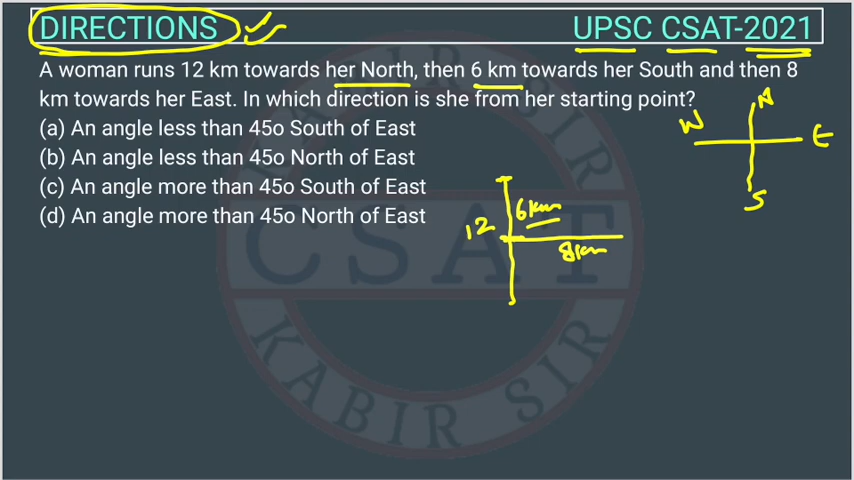 DIRECTIONS
UPSC CSAT-2021
A woman runs 12 km towards her North, then 6 km towards her South and then 8
km towards her East. In which direction is she from her starting point?
(a) An angle less than 45o South of East
(b) An angle less than 45o North of East
(c) An angle more than 45o South of East
(d) An angle more than 45o North of East
N
W
E
S
6km
12
8km
KABIR SIR
CSAT
KABIR SIR